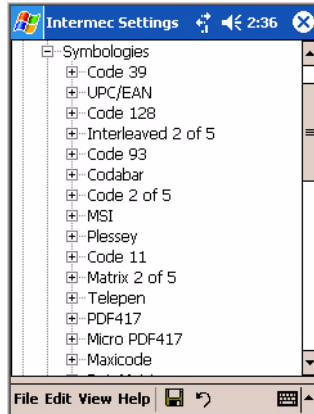 Intermec Settings 2:36
Symbologies
Code 39
UPC/EAN
Code 128
Interleaved 2 of 5
Code 93
Codabar
Code 2 of 5
MSI
Plessey
Code 11
Matrix 2 of 5
Telepen
PDF417
Micro PDF417
Maxicode
File Edit View Help